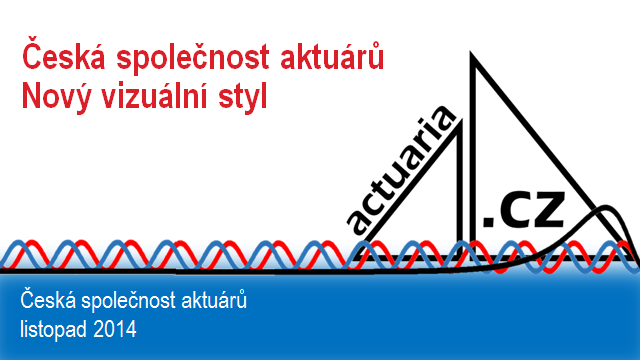 Česká společnost aktuárů
Nový vizuální styl
actuaria
.cz
Česká společnost aktuárů
listopad 2014